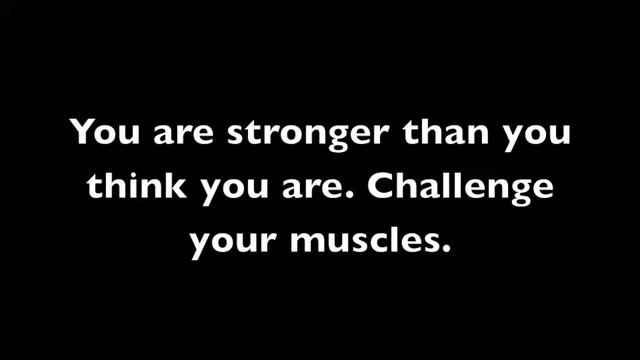 You are stronger than you
think you are. Challenge
your muscles.